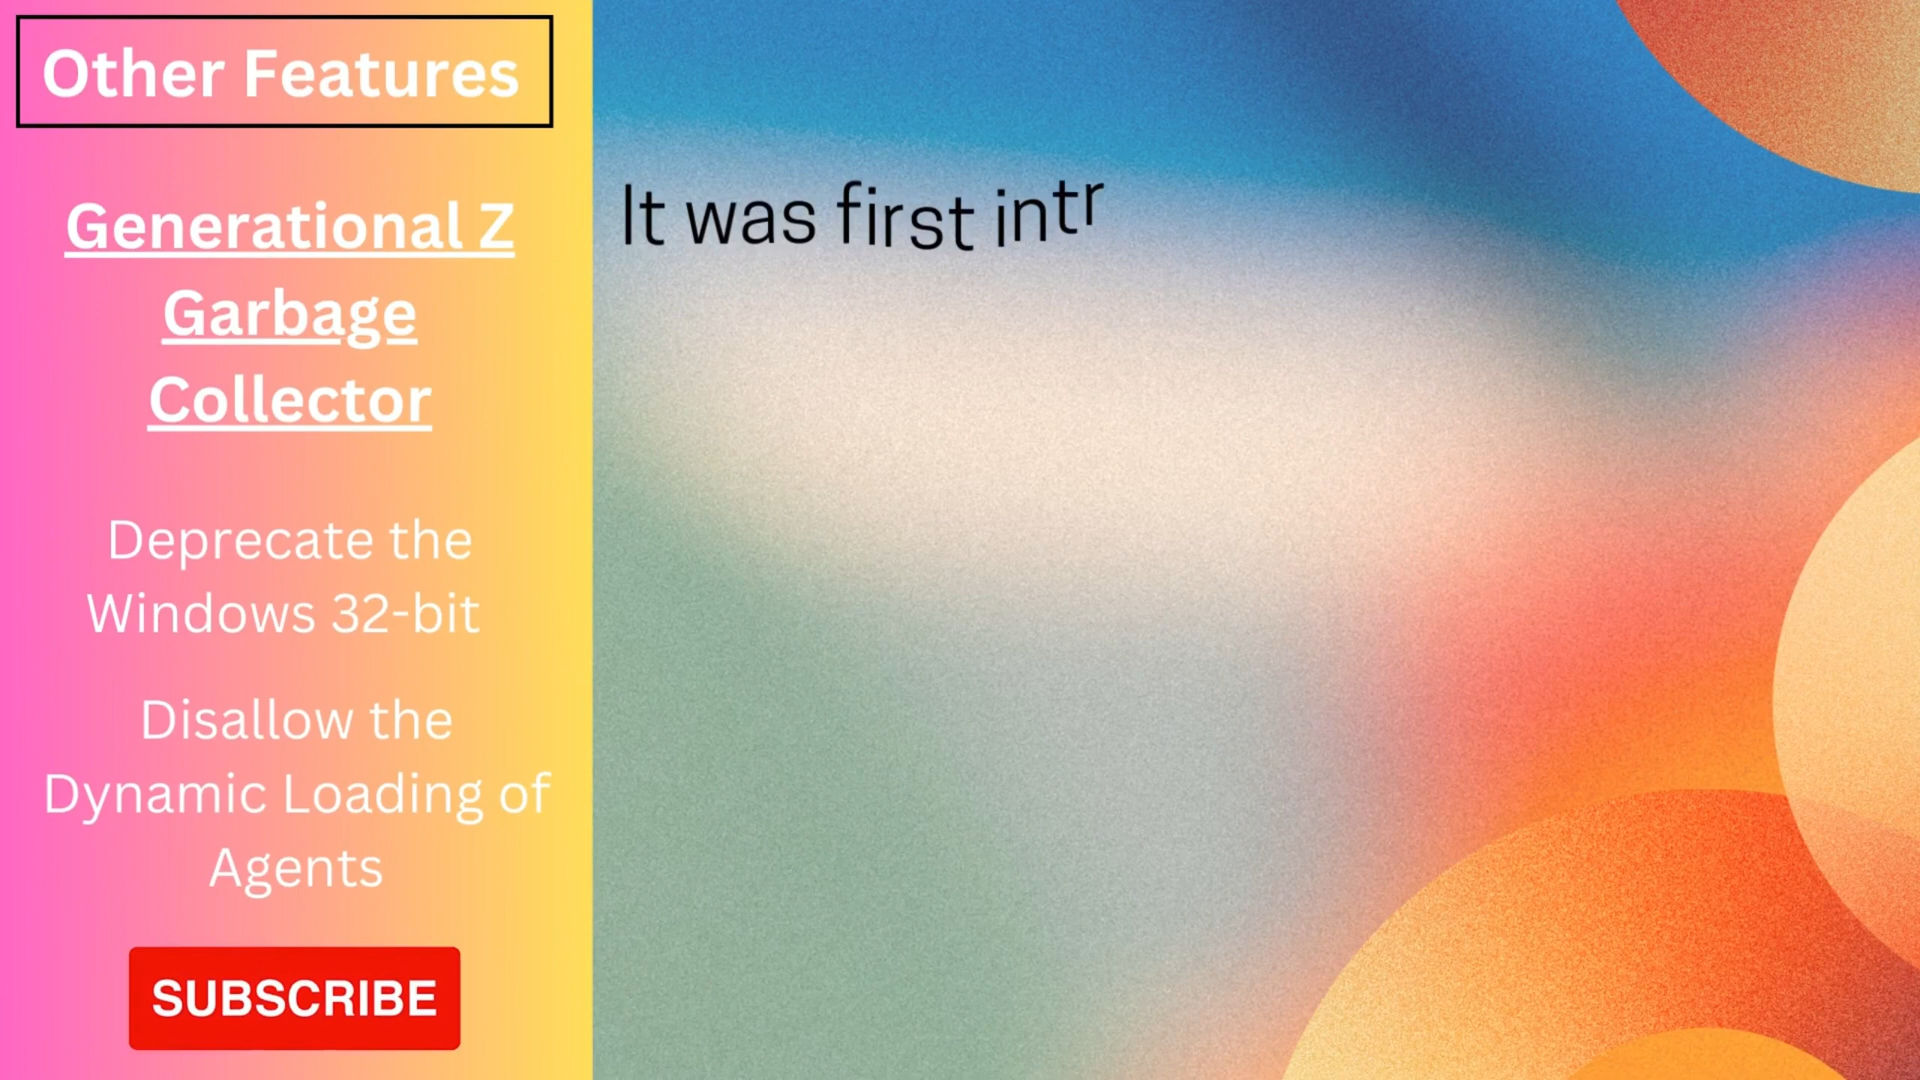 Other Features
Generational Z
Garbage
Collector
Deprecate the
Windows 32-bit
Disallow the
Dynamic Loading of
Agents
SUBSCRIBE
It was first intr